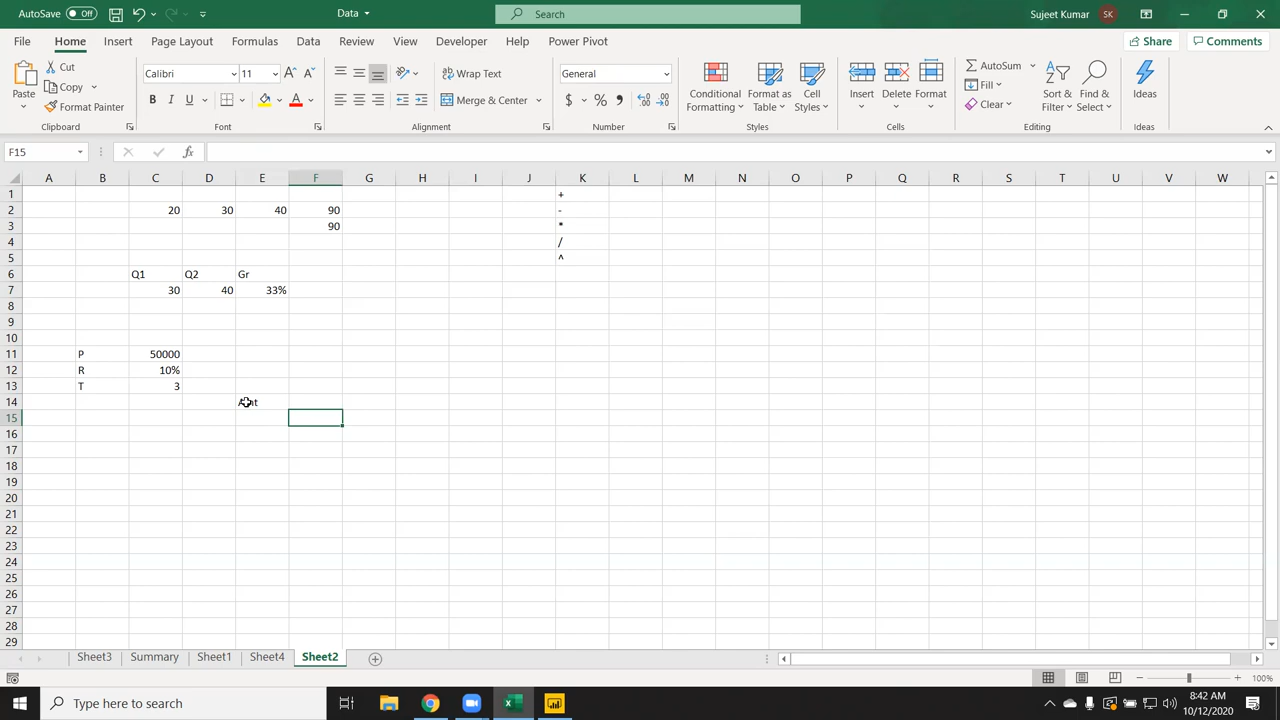 AutoSave Off Data Search Sujeet Kumar SK
File Home Insert Page Layout Formulas Data Review View Developer Help Power Pivot Share Comments
Paste Cut Copy Format Painter Clipboard
Calibri 11 A A B I U A Font
Wrap Text Merge & Center Alignment
General $ % Number
Conditional Formatting Format as Table Cell Styles Styles
Insert Delete Format Cells
AutoSum Fill Clear Sort & Filter Find & Select Editing
Ideas Ideas
F15 fx
A B C D E F G H I J K L M N O P Q R S T U V W
1 +
2 20 30 40 90 -
3 90 *
4 /
5 ^
6 Q1 Q2 Gr
7 30 40 33%
8
9
10
11 P 50000
12 R 10%
13 T 3
14
15
16
17
18
19
20
21
22
23
24
25
26
27
28
29
Sheet3 Summary Sheet1 Sheet4 Sheet2
100%
Type here to search 8:42 AM
10/12/2020